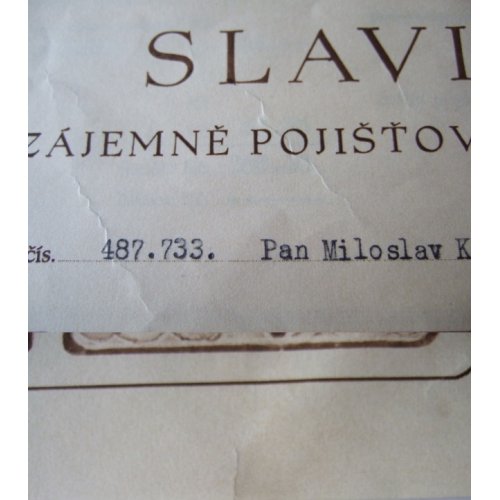 SLAVI
ZÁJEMNĚ POJIŠŤOV
čís. 487.733. Pan Miloslav K